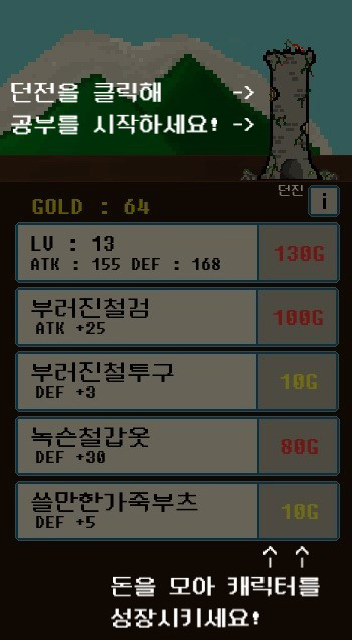 던전을 클릭해 ->
공부를 시작하세요! ->
던전
i
GOLD : 64
LV : 13
ATK : 155 DEF : 168
130G
부러진철검
ATK +25
100G
부러진철투구
DEF +3
10G
녹슨철갑옷
DEF +30
80G
쓸만한가죽부츠
DEF +5
10G
돈을 모아 캐릭터를
성장시키세요!